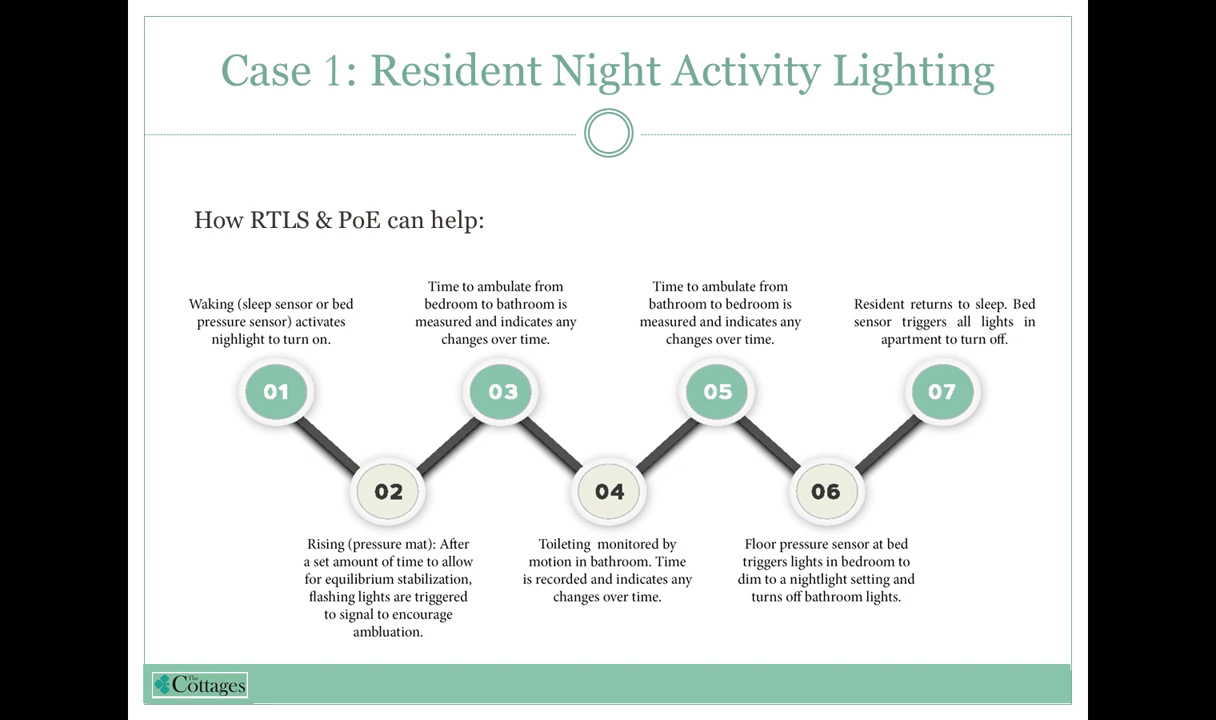 Case 1: Resident Night Activity Lighting
How RTLS & PoE can help:
Waking (sleep sensor or bed
pressure sensor) activates
nighlight to turn on.
01
Rising (pressure mat): After
a set amount of time to allow
for equilibrium stabilization,
flashing lights are triggered
to signal to encourage
ambluation.
02
Time to ambulate from
bedroom to bathroom is
measured and indicates any
changes over time.
03
Toileting monitored by
motion in bathroom. Time
is recorded and indicates any
changes over time.
04
Time to ambulate from
bathroom to bedroom is
measured and indicates any
changes over time.
05
Floor pressure sensor at bed
triggers lights in bedroom to
dim to a nightlight setting and
turns off bathroom lights.
06
Resident returns to sleep. Bed
sensor triggers all lights in
apartment to turn off.
07
The
Cottages